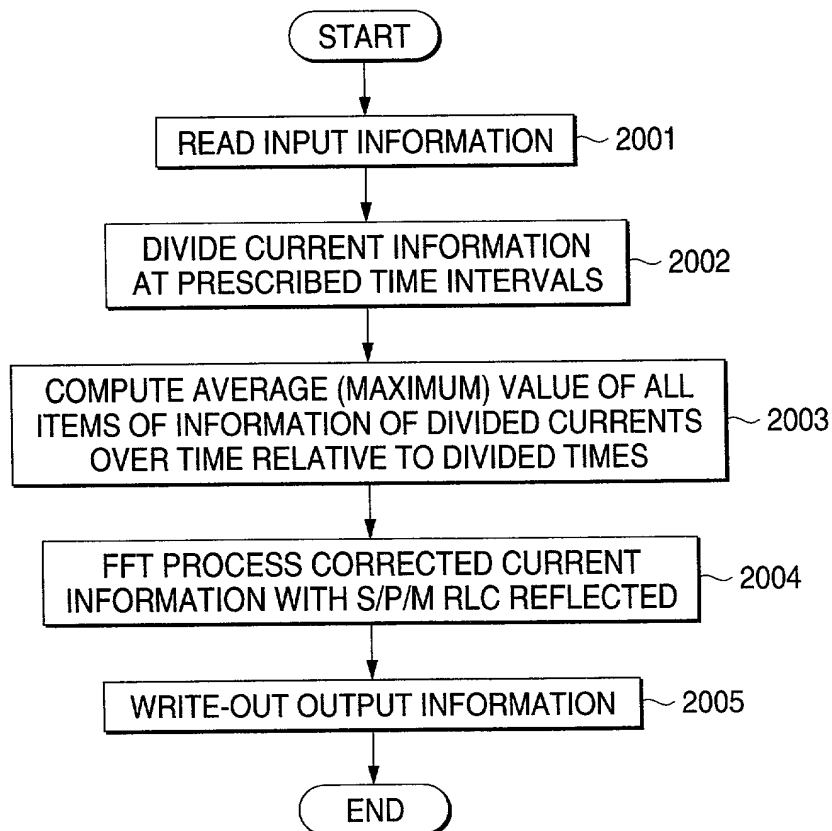 START
READ INPUT INFORMATION
2001
DIVIDE CURRENT INFORMATION
AT PRESCRIBED TIME INTERVALS
2002
COMPUTE AVERAGE (MAXIMUM) VALUE OF ALL
ITEMS OF INFORMATION OF DIVIDED CURRENTS
OVER TIME RELATIVE TO DIVIDED TIMES
2003
FFT PROCESS CORRECTED CURRENT
INFORMATION WITH S/P/M RLC REFLECTED
2004
WRITE-OUT OUTPUT INFORMATION
2005
END